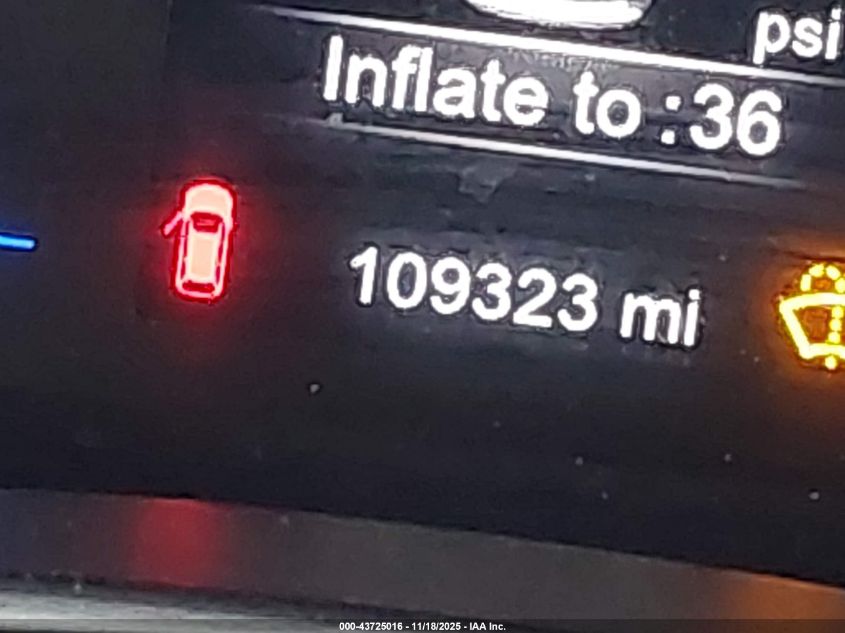 psi
Inflate to :36
109323 mi
000-43725016 - 11/18/2025 - IAA Inc.